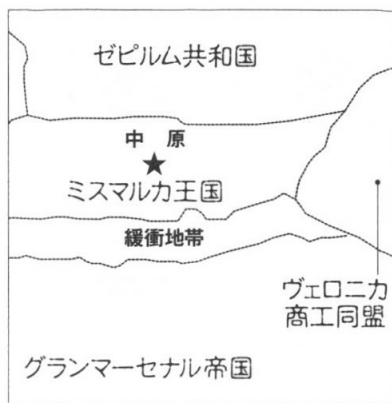 ゼピルム共和国
中原
★
ミスマルカ王国
緩衝地帯
ヴェロニカ
商工同盟
グランマーセナル帝国